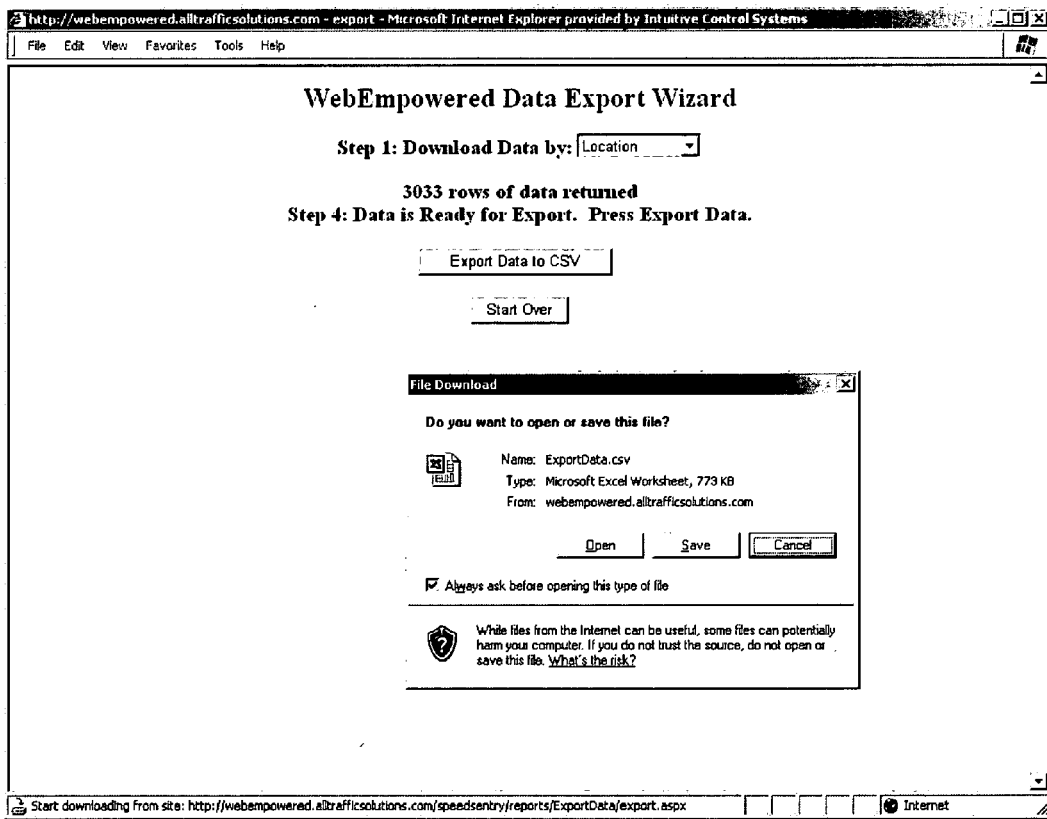 http://webempowered.alltrafficsolutions.com - export - Microsoft Internet Explorer provided by Intuitive Control Systems
File Edit View Favorites Tools Help
WebEmpowered Data Export Wizard
Step 1: Download Data by: Location
3033 rows of data returned
Step 4: Data is Ready for Export. Press Export Data.
Export Data to CSV
Start Over
File Download
Do you want to open or save this file?
Name: ExportData.csv
Type: Microsoft Excel Worksheet, 773 KB
From: webempowered.alltrafficsolutions.com
Open Save Cancel
Always ask before opening this type of file
While files from the Internet can be useful, some files can potentially
harm your computer. If you do not trust the source, do not open or
save this file. What's the risk?
Start downloading from site: http://webempowered.alltrafficsolutions.com/speedsentry/reports/ExportData/export.aspx Internet